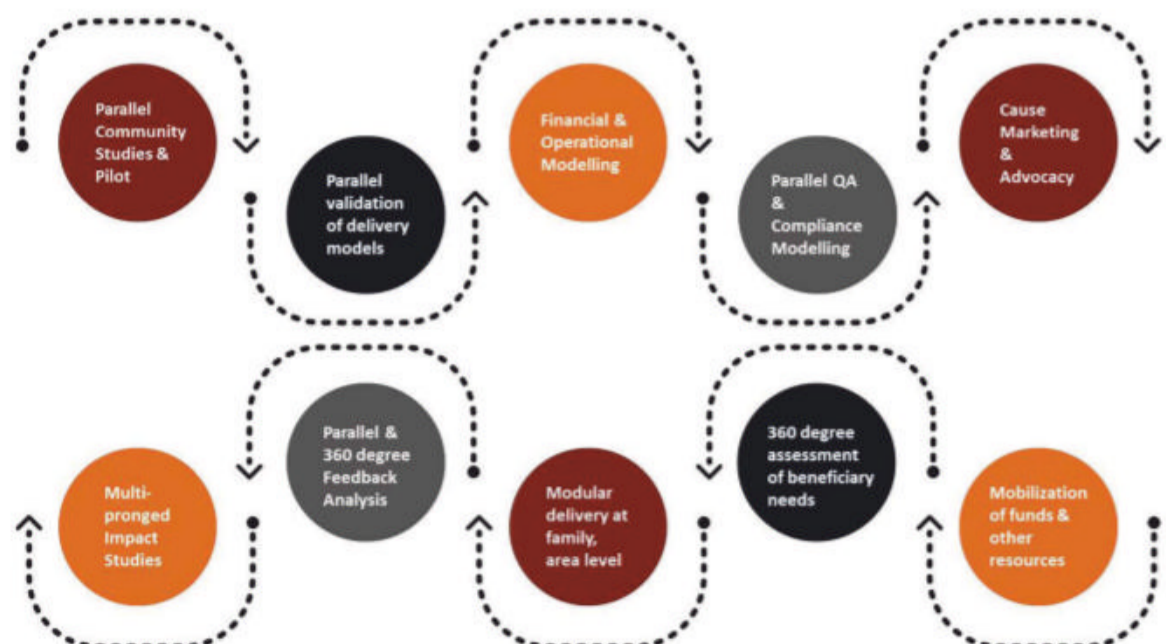 Parallel
Community
Studies &
Pilot
Parallel
validation
of delivery
models
Financial &
Operational
Modelling
Parallel QA
&
Compliance
Modelling
Cause
Marketing
&
Advocacy
Multi-
pronged
Impact
Studies
Parallel &
360 degree
Feedback
Analysis
Modular
delivery at
family,
area level
360 degree
assessment
of beneficiary
needs
Mobilization
of funds &
other
resources